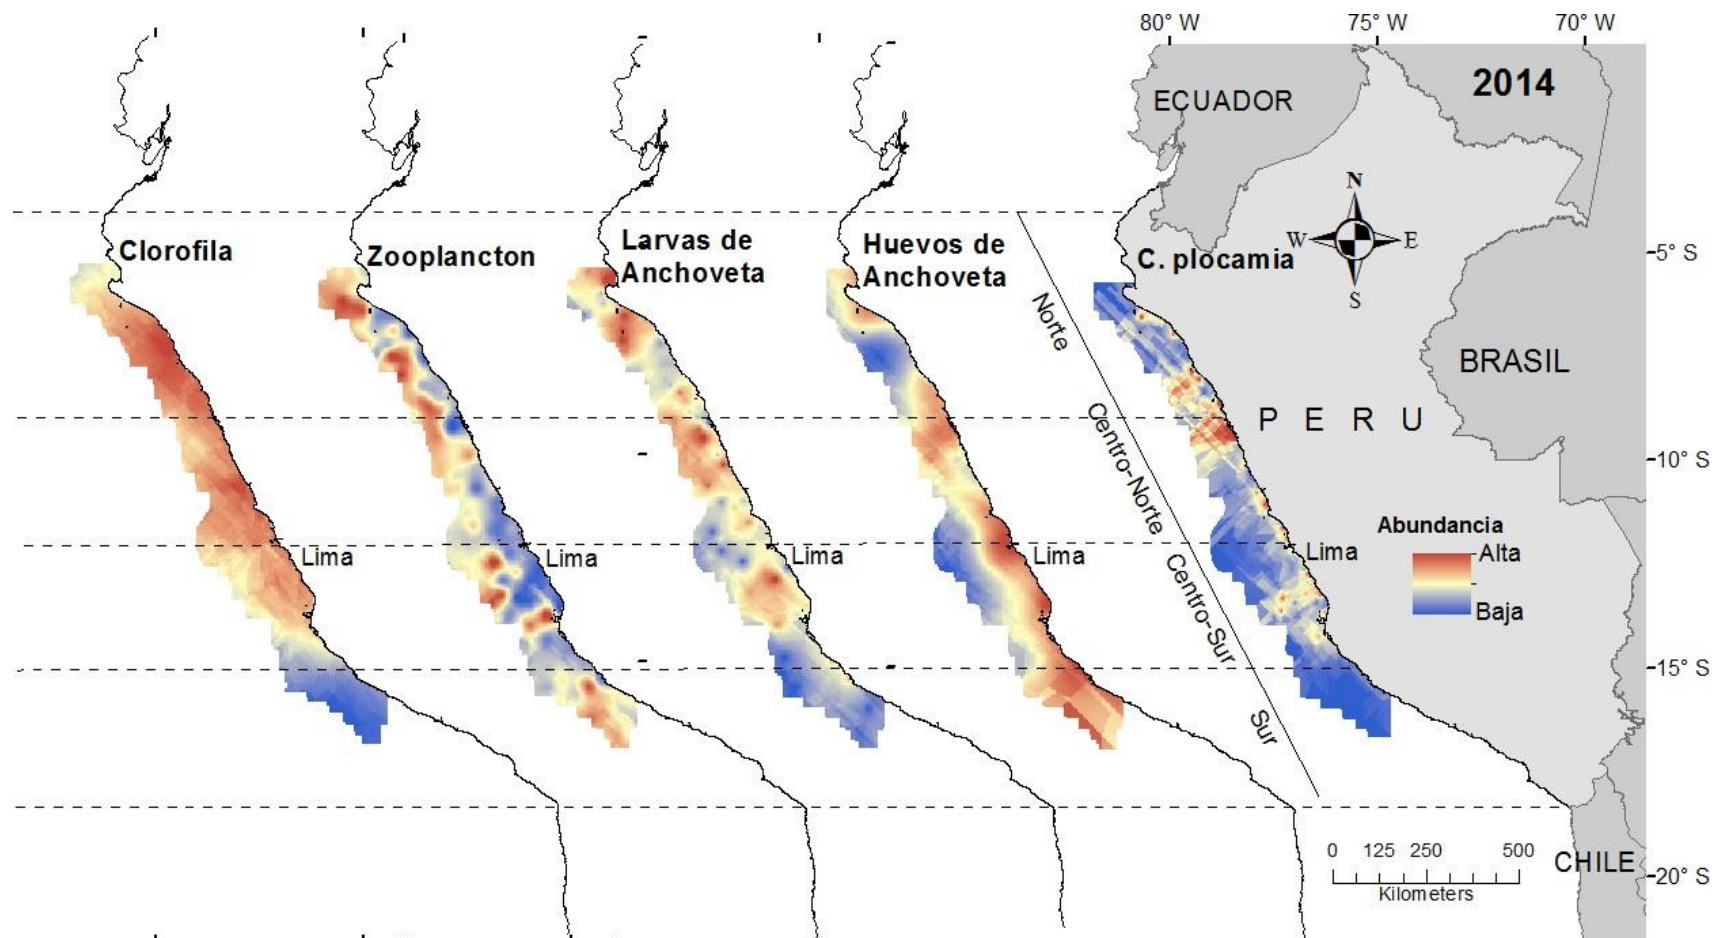 80° W
75° W
70° W
ECUADOR
2014
N
W
E
S
Clorofila
Zooplancton
Larvas de
Anchoveta
Huevos de
Anchoveta
C. plocamia
5° S
Norte
BRASIL
PERU
Centro-Norte
10° S
Abundancia
Alta
Baja
Lima
Lima
Lima
Lima
Lima
Centro-Sur
15° S
Sur
0 125 250 500
Kilometers
CHILE
20° S